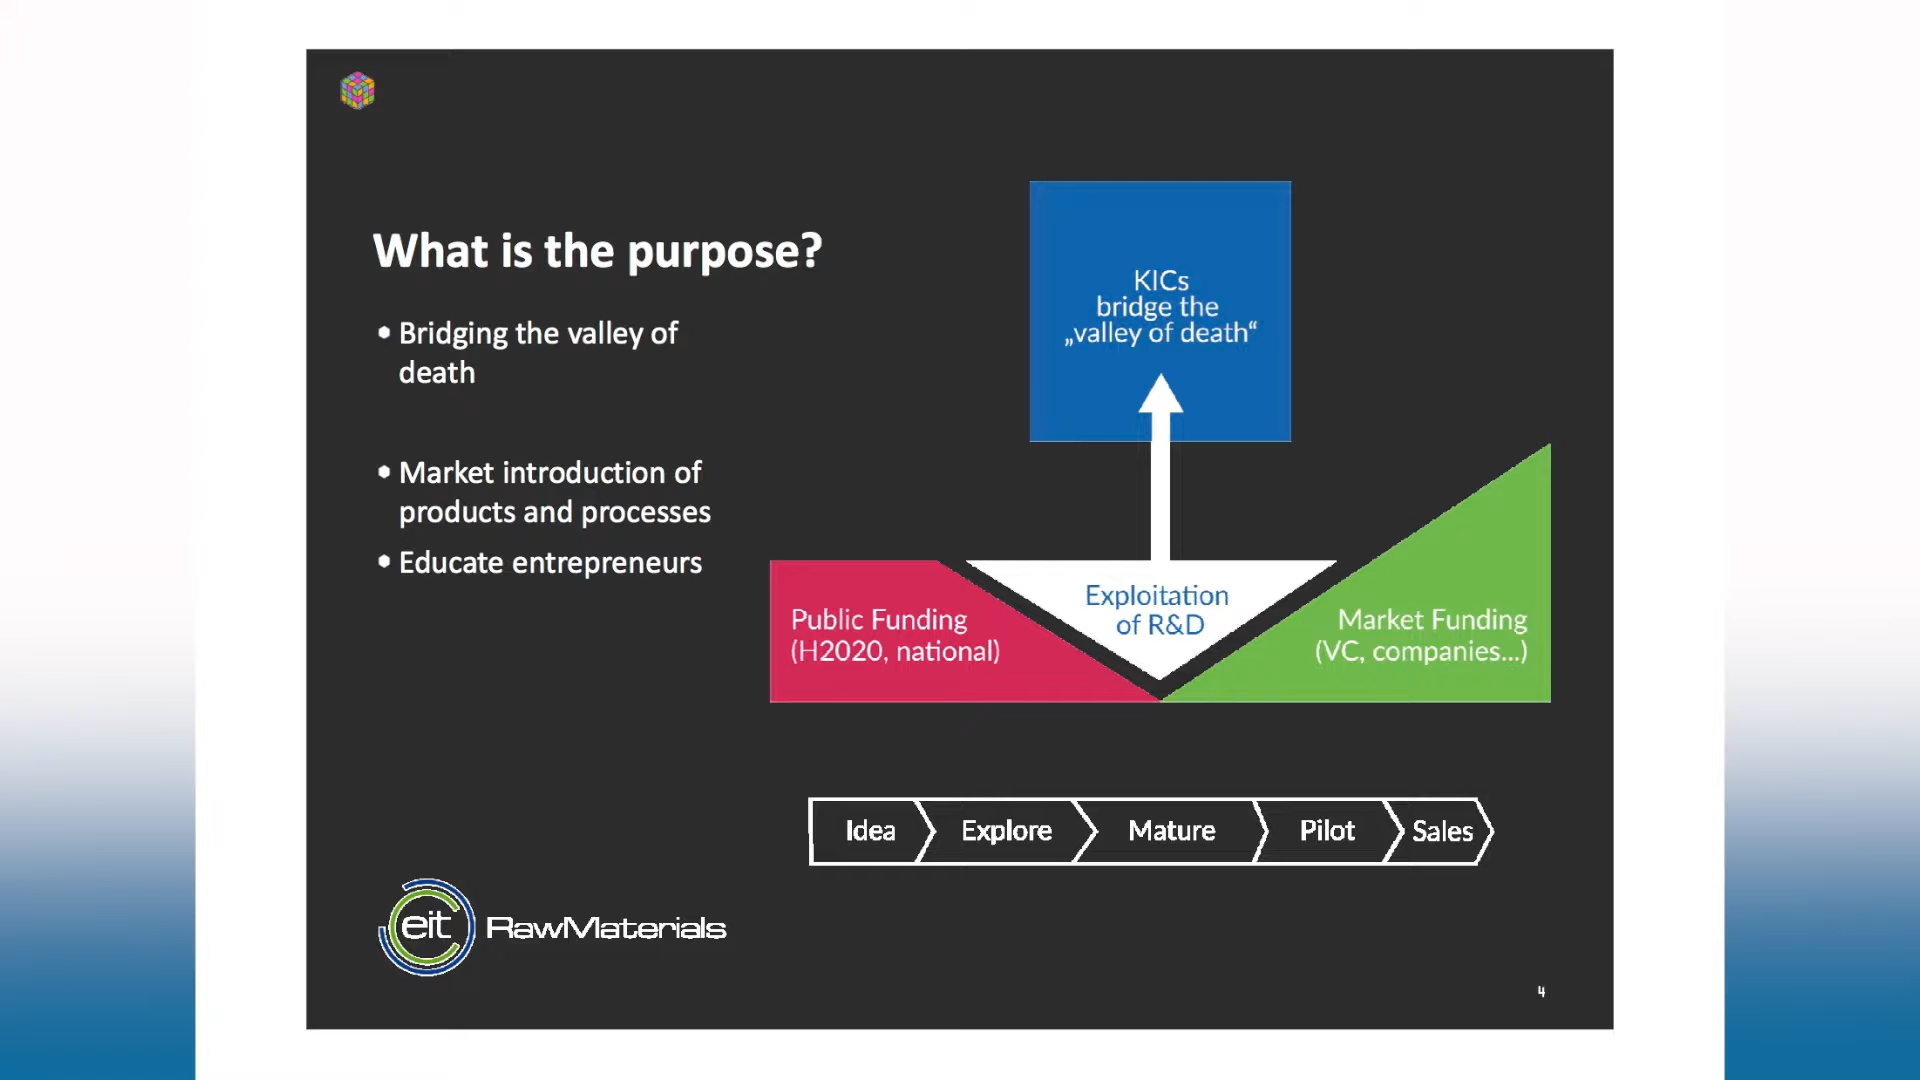 What is the purpose?
• Bridging the valley of
death
• Market introduction of
products and processes
• Educate entrepreneurs
KICs
bridge the
„valley of death“
Exploitation
of R&D
Public Funding
(H2020, national)
Market Funding
(VC, companies...)
Idea
Explore
Mature
Pilot
Sales
eit RawMaterials
4